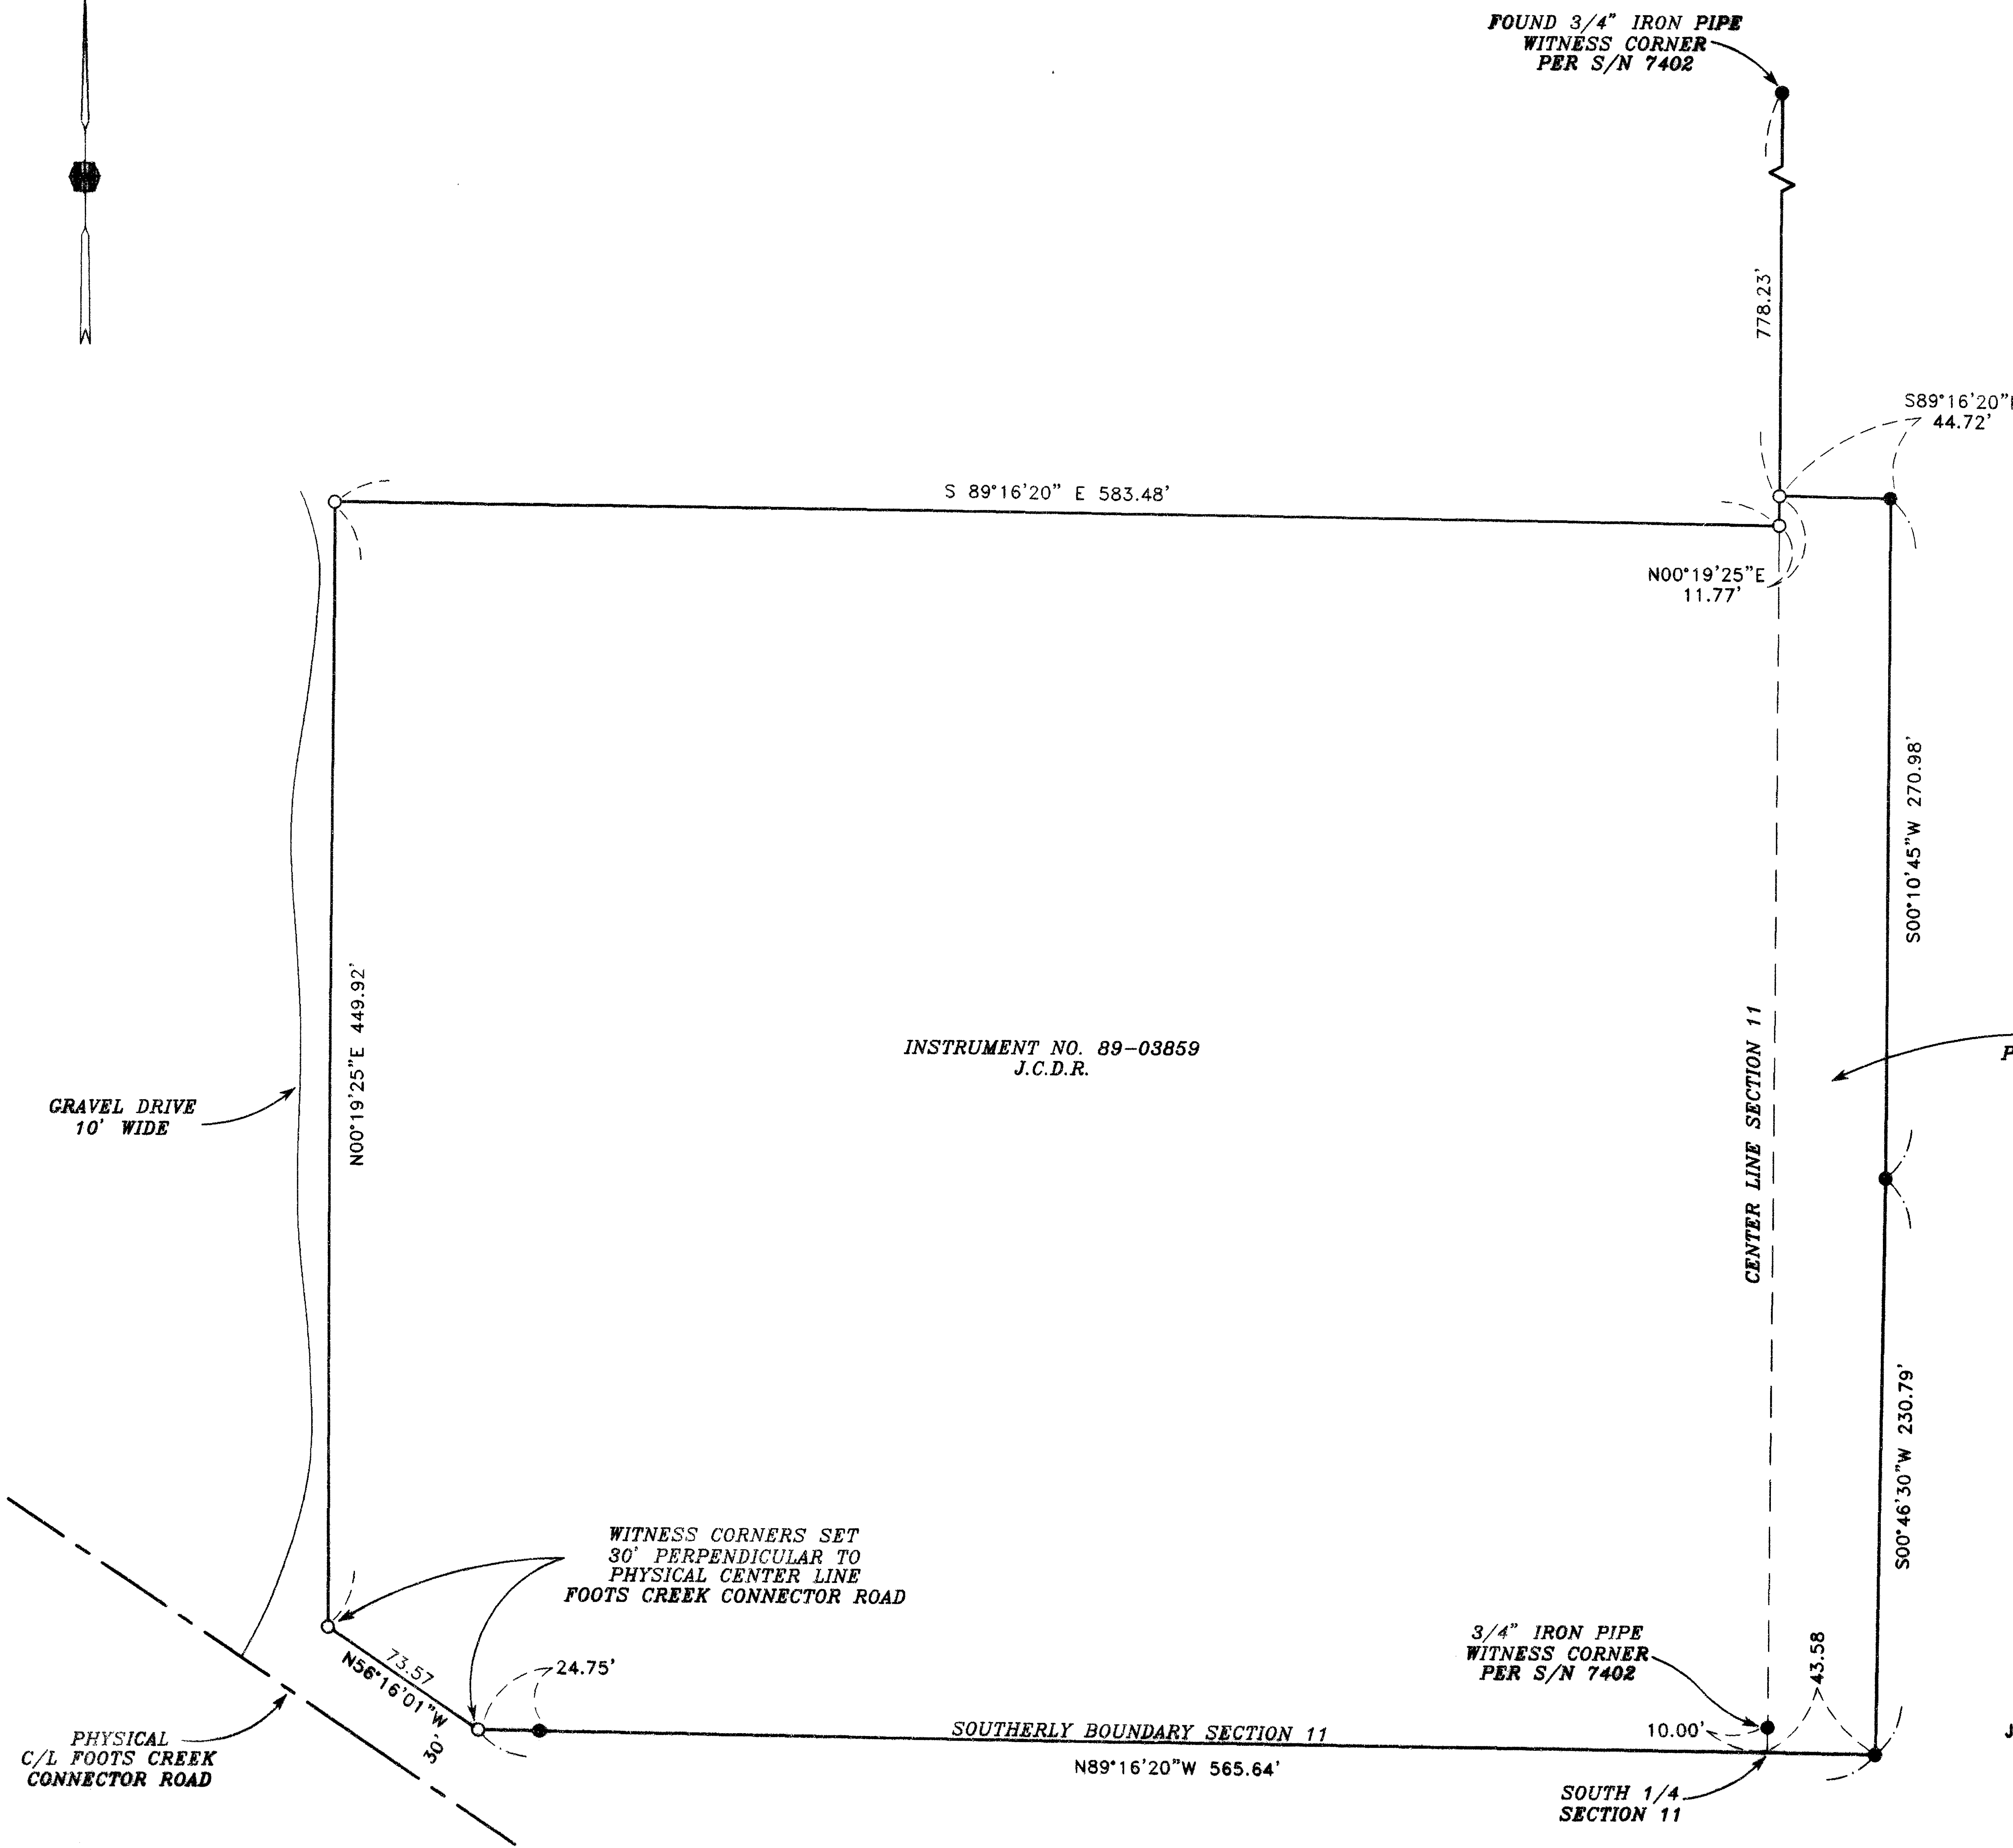 FOUND 3/4" IRON PIPE
WITNESS CORNER
PER S/N 7402
778.23'
S89°16'20"E
44.72'
S 89°16'20" E 583.48'
N00°19'25"E
11.77'
S00°10'45"W 270.98'
N00°19'25"E 449.92'
INSTRUMENT NO. 89-03859
J.C.D.R.
CENTER LINE SECTION 11
P
GRAVEL DRIVE
10' WIDE
S00°46'30"W 230.79'
WITNESS CORNERS SET
30' PERPENDICULAR TO
PHYSICAL CENTER LINE
FOOTS CREEK CONNECTOR ROAD
73.57
N56°16'01"W
30'
24.75'
3/4" IRON PIPE
WITNESS CORNER
PER S/N 7402
43.58
10.00'
SOUTHERLY BOUNDARY SECTION 11
N89°16'20"W 565.64'
J
PHYSICAL
C/L FOOTS CREEK
CONNECTOR ROAD
SOUTH 1/4
SECTION 11